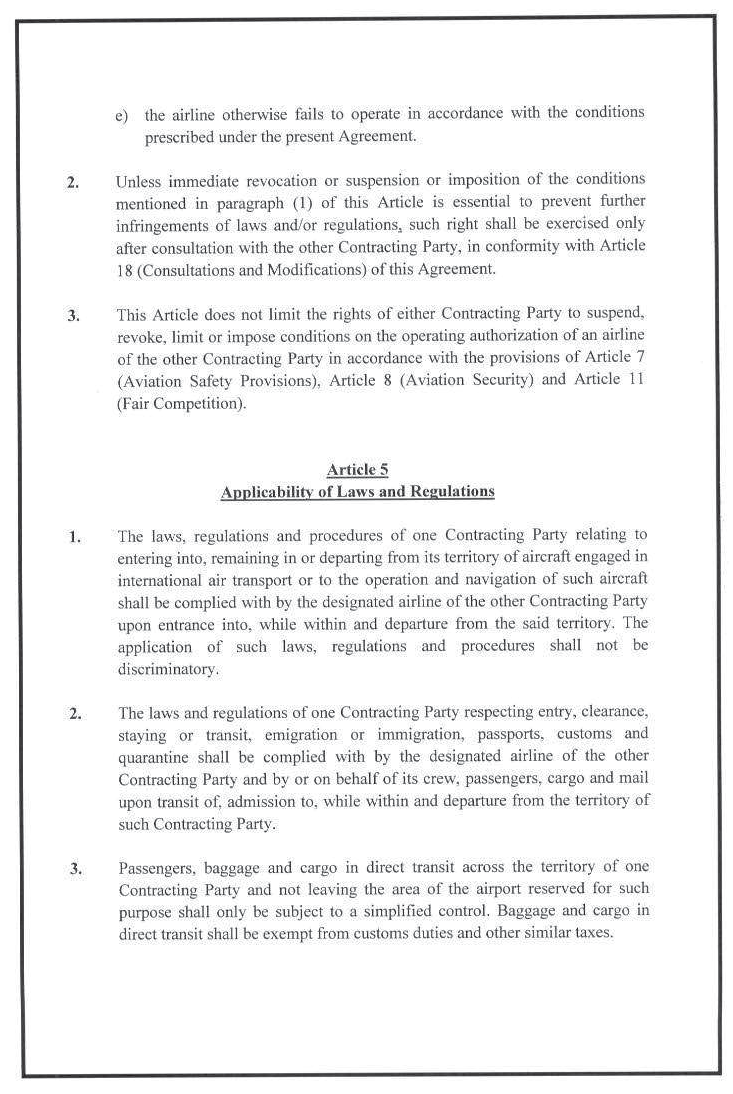 e) the airline otherwise fails to operate in accordance with the conditions
prescribed under the present Agreement.
2. Unless immediate revocation or suspension or imposition of the conditions
mentioned in paragraph (1) of this Article is essential to prevent further
infringements of laws and/or regulations, such right shall be exercised only
after consultation with the other Contracting Party, in conformity with Article
18 (Consultations and Modifications) of this Agreement.
3. This Article does not limit the rights of either Contracting Party to suspend,
revoke, limit or impose conditions on the operating authorization of an airline
of the other Contracting Party in accordance with the provisions of Article 7
(Aviation Safety Provisions), Article 8 (Aviation Security) and Article 11
(Fair Competition).
Article 5
Applicability of Laws and Regulations
1. The laws, regulations and procedures of one Contracting Party relating to
entering into, remaining in or departing from its territory of aircraft engaged in
international air transport or to the operation and navigation of such aircraft
shall be complied with by the designated airline of the other Contracting Party
upon entrance into, while within and departure from the said territory. The
application of such laws, regulations and procedures shall not be
discriminatory.
2. The laws and regulations of one Contracting Party respecting entry, clearance,
staying or transit, emigration or immigration, passports, customs and
quarantine shall be complied with by the designated airline of the other
Contracting Party and by or on behalf of its crew, passengers, cargo and mail
upon transit of, admission to, while within and departure from the territory of
such Contracting Party.
3. Passengers, baggage and cargo in direct transit across the territory of one
Contracting Party and not leaving the area of the airport reserved for such
purpose shall only be subject to a simplified control. Baggage and cargo in
direct transit shall be exempt from customs duties and other similar taxes.